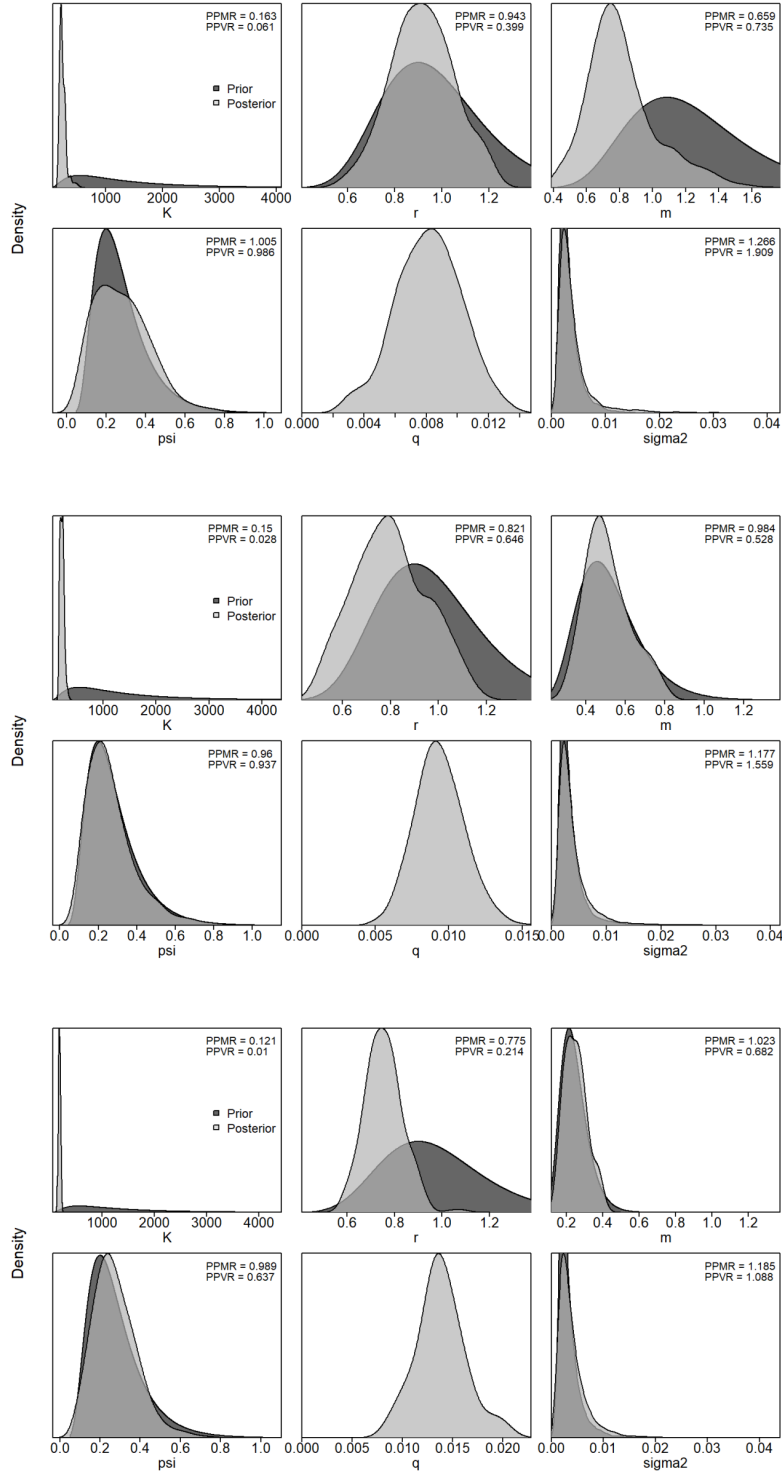 PPMR = 0.163
PPVR = 0.061
Prior
Posterior
1000 2000 3000 4000
K
PPMR = 0.943
PPVR = 0.399
0.6 0.8 1.0 1.2
r
PPMR = 0.659
PPVR = 0.735
0.4 0.6 0.8 1.0 1.2 1.4 1.6
m
Density
PPMR = 1.005
PPVR = 0.986
0.0 0.2 0.4 0.6 0.8 1.0
psi
0.000 0.004 0.008 0.012
q
PPMR = 1.266
PPVR = 1.909
0.00 0.01 0.02 0.03 0.04
sigma2
PPMR = 0.15
PPVR = 0.028
Prior
Posterior
1000 2000 3000 4000
K
PPMR = 0.821
PPVR = 0.646
0.6 0.8 1.0 1.2
r
PPMR = 0.984
PPVR = 0.528
0.4 0.6 0.8 1.0 1.2
m
Density
PPMR = 0.96
PPVR = 0.937
0.0 0.2 0.4 0.6 0.8 1.0
psi
0.000 0.005 0.010 0.015
q
PPMR = 1.177
PPVR = 1.559
0.00 0.01 0.02 0.03 0.04
sigma2
PPMR = 0.121
PPVR = 0.01
Prior
Posterior
1000 2000 3000 4000
K
PPMR = 0.775
PPVR = 0.214
0.6 0.8 1.0 1.2
r
PPMR = 1.023
PPVR = 0.682
0.2 0.4 0.6 0.8 1.0 1.2
m
Density
PPMR = 0.989
PPVR = 0.637
0.0 0.2 0.4 0.6 0.8 1.0
psi
0.000 0.005 0.010 0.015 0.020
q
PPMR = 1.185
PPVR = 1.088
0.00 0.01 0.02 0.03 0.04
sigma2